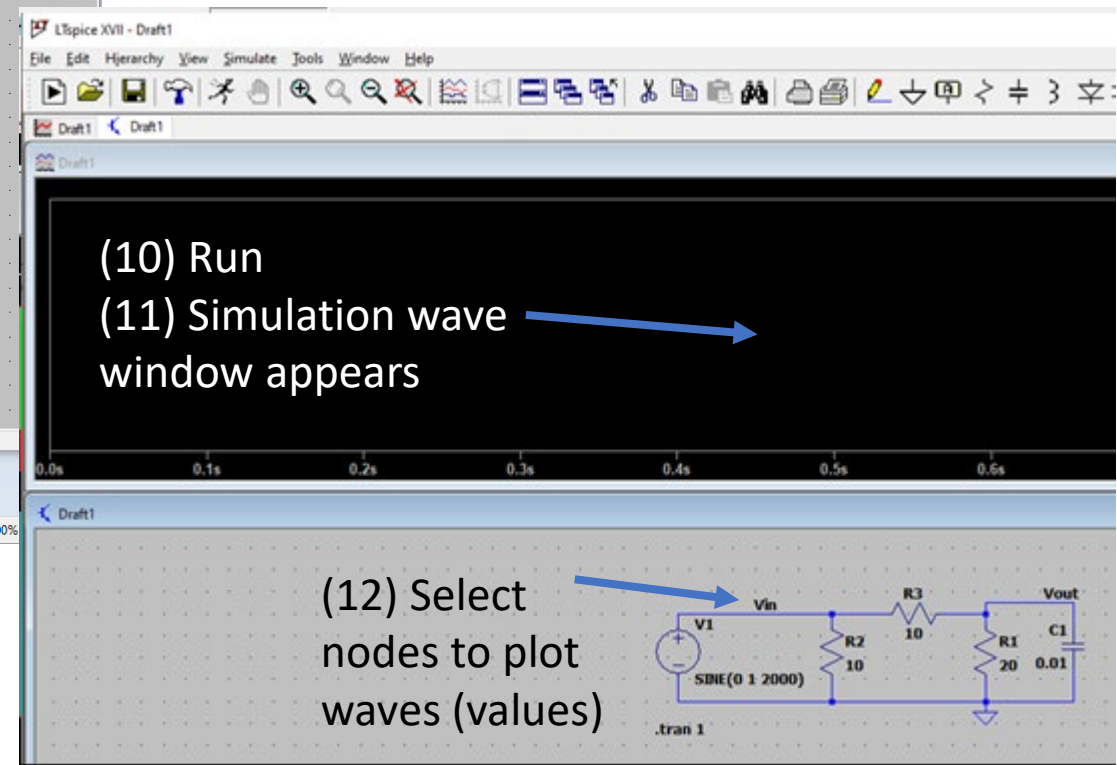 LTspice XVII - Draft1
File Edit Hierarchy View Simulate Tools Window Help
Draft1 Draft1
Draft1
(10) Run
(11) Simulation wave
window appears
0.0s 0.1s 0.2s 0.3s 0.4s 0.5s 0.6s
Draft1
00%
(12) Select
nodes to plot
waves (values)
Vin R3 Vout
V1 R2 10 R1 C1
10 20 0.01
SINE(0 1 2000)
.tran 1